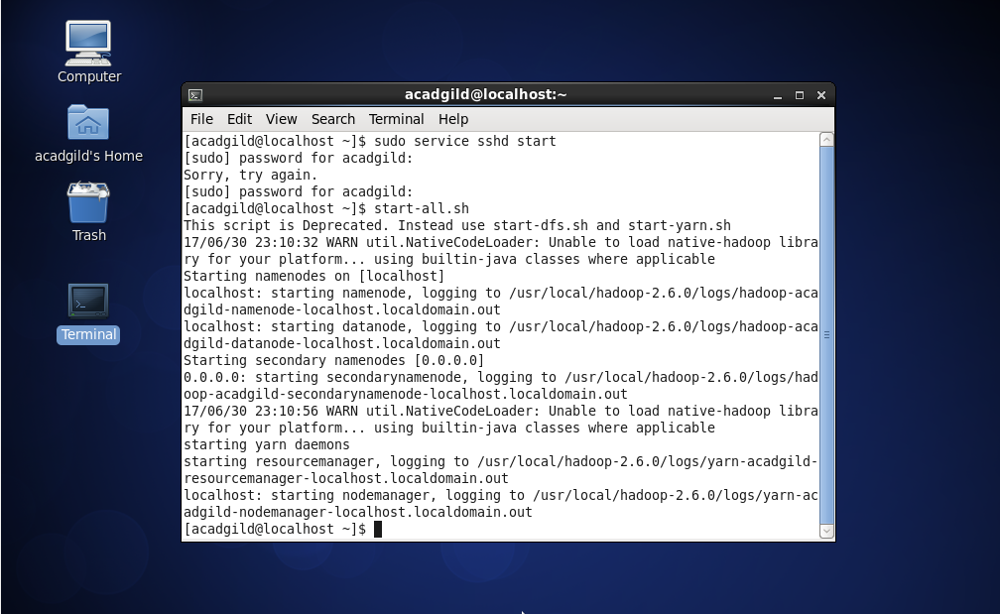 Computer
acadgild's Home
Trash
Terminal
acadgild@localhost:~
File Edit View Search Terminal Help
[acadgild@localhost ~]$ sudo service sshd start
[sudo] password for acadgild:
Sorry, try again.
[sudo] password for acadgild:
[acadgild@localhost ~]$ start-all.sh
This script is Deprecated. Instead use start-dfs.sh and start-yarn.sh
17/06/30 23:10:32 WARN util.NativeCodeLoader: Unable to load native-hadoop libra
ry for your platform... using builtin-java classes where applicable
Starting namenodes on [localhost]
localhost: starting namenode, logging to /usr/local/hadoop-2.6.0/logs/hadoop-aca
dgild-namenode-localhost.localdomain.out
localhost: starting datanode, logging to /usr/local/hadoop-2.6.0/logs/hadoop-aca
dgild-datanode-localhost.localdomain.out
Starting secondary namenodes [0.0.0.0]
0.0.0.0: starting secondarynamenode, logging to /usr/local/hadoop-2.6.0/logs/had
oop-acadgild-secondarynamenode-localhost.localdomain.out
17/06/30 23:10:56 WARN util.NativeCodeLoader: Unable to load native-hadoop libra
ry for your platform... using builtin-java classes where applicable
starting yarn daemons
starting resourcemanager, logging to /usr/local/hadoop-2.6.0/logs/yarn-acadgild-
resourcemanager-localhost.localdomain.out
localhost: starting nodemanager, logging to /usr/local/hadoop-2.6.0/logs/yarn-ac
adgild-nodemanager-localhost.localdomain.out
[acadgild@localhost ~]$